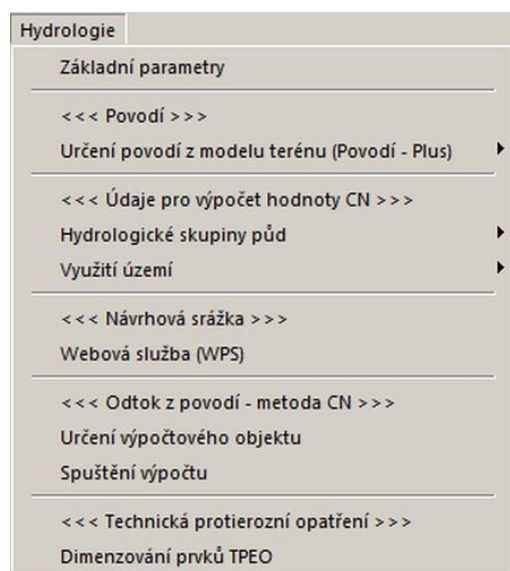 Hydrologie
Základní parametry
<<< Povodí >>>
Určení povodí z modelu terénu (Povodí - Plus)
<<< Údaje pro výpočet hodnoty CN >>>
Hydrologické skupiny půd
Využití území
<<< Návrhová srážka >>>
Webová služba (WPS)
<<< Odtok z povodí - metoda CN >>>
Určení výpočtového objektu
Spuštění výpočtu
<<< Technická protierozní opatření >>>
Dimenzování prvků TPEO